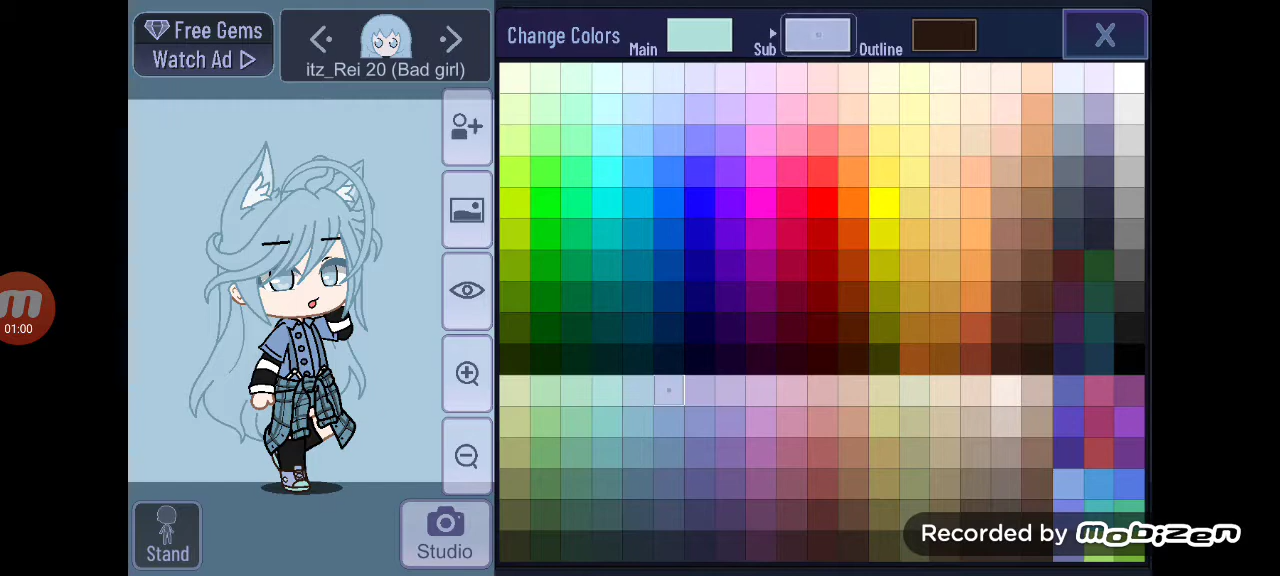 Free Gems
Watch Ad
itz_Rei 20 (Bad girl)
Change Colors
Main
Sub
Outline
X
01:00
Stand
Studio
Recorded by Mobizen